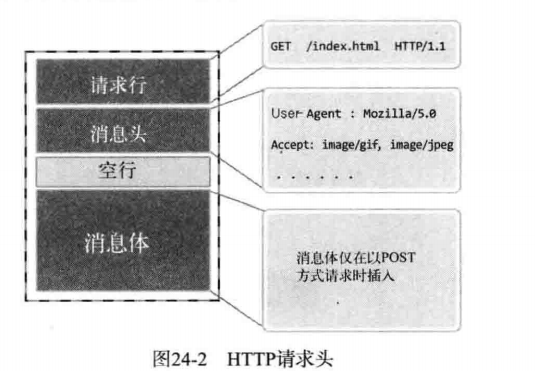 请求行
GET /index.html HTTP/1.1
消息头
User-Agent : Mozilla/5.0
Accept: image/gif, image/jpeg
. . . . . .
空行
消息体
消息体仅在以POST
方式请求时插入
图24-2 HTTP请求头